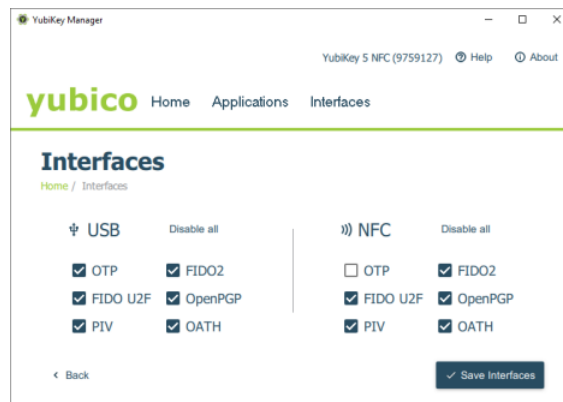 YubiKey Manager
YubiKey 5 NFC (9759127) Help About
yubico Home Applications Interfaces
Interfaces
Home / Interfaces
USB Disable all
NFC Disable all
OTP FIDO2
OTP FIDO2
FIDO U2F OpenPGP
FIDO U2F OpenPGP
PIV OATH
PIV OATH
Back
Save Interfaces